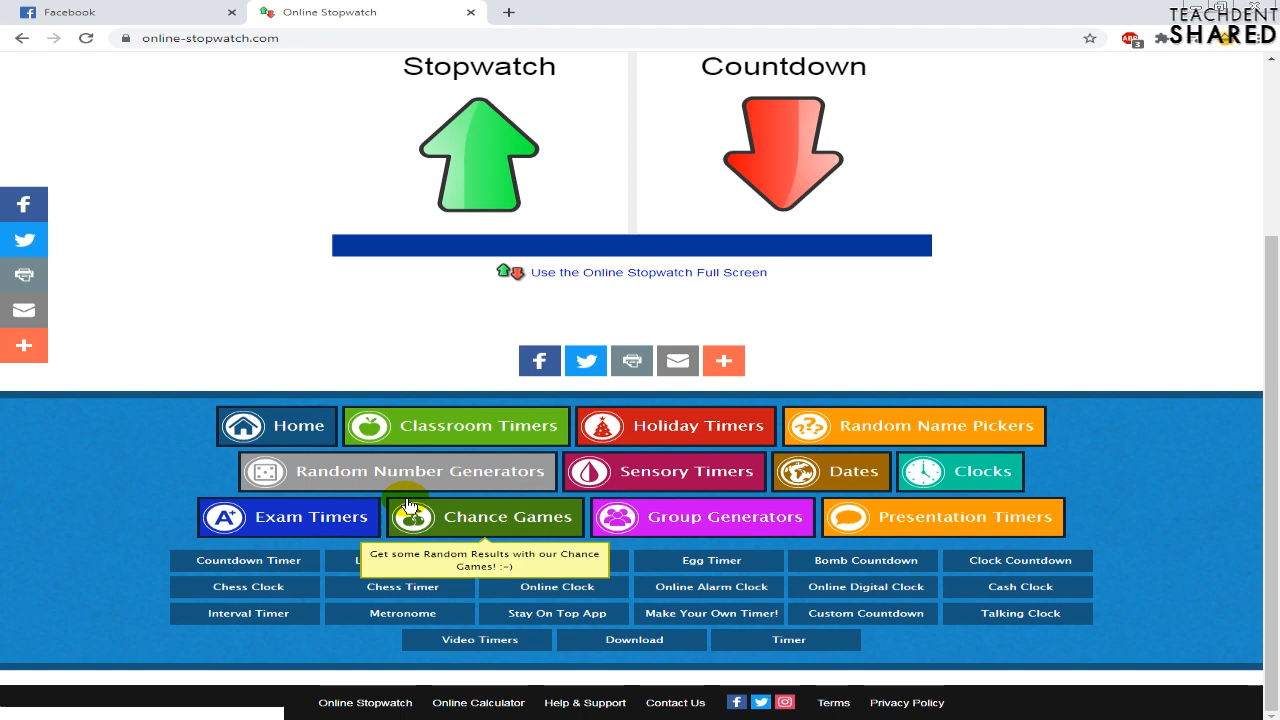 Facebook
Online Stopwatch
TEACHDENT
SHARED
online-stopwatch.com
ABP
3
Stopwatch
Countdown
Use the Online Stopwatch Full Screen
Home
Classroom Timers
Holiday Timers
Random Name Pickers
Random Number Generators
Sensory Timers
Dates
Clocks
Exam Timers
Chance Games
Group Generators
Presentation Timers
Get some Random Results with our Chance
Games! :-)
Countdown Timer
Egg Timer
Bomb Countdown
Clock Countdown
Chess Clock
Chess Timer
Online Clock
Online Alarm Clock
Online Digital Clock
Cash Clock
Interval Timer
Metronome
Stay On Top App
Make Your Own Timer!
Custom Countdown
Talking Clock
Video Timers
Download
Timer
Online Stopwatch
Online Calculator
Help & Support
Contact Us
Terms
Privacy Policy